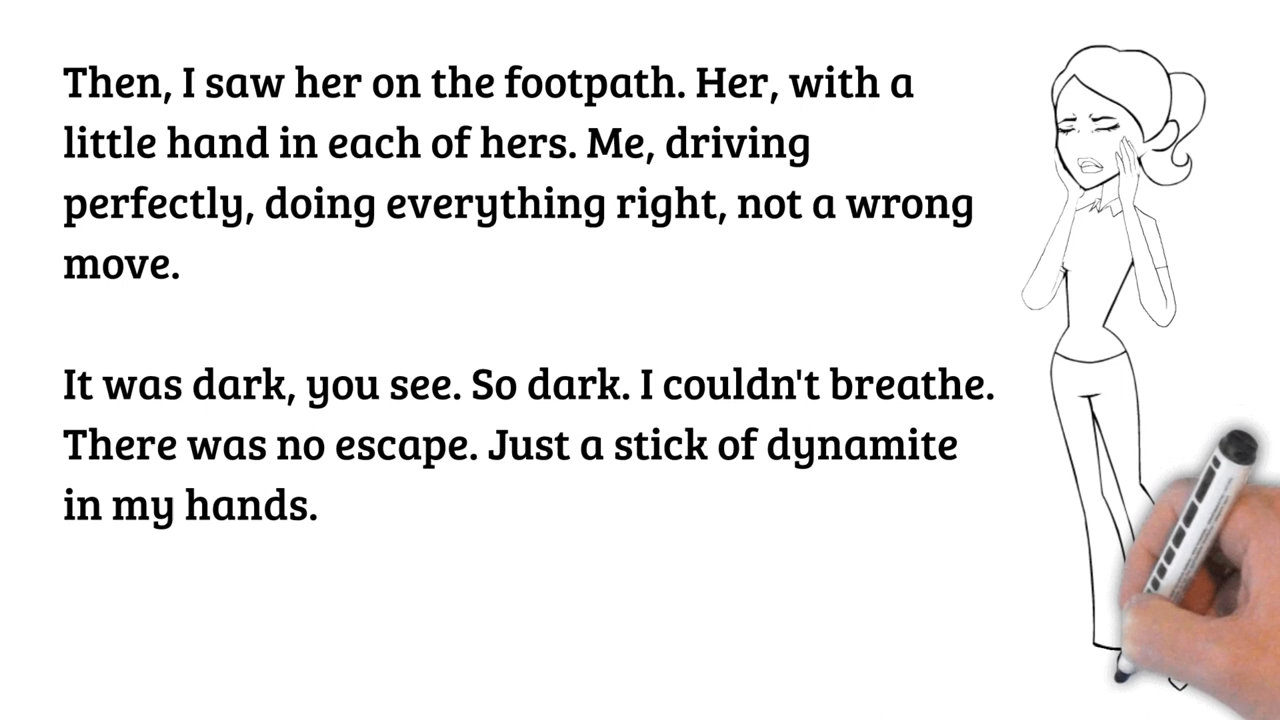 Then, I saw her on the footpath. Her, with a
little hand in each of hers. Me, driving
perfectly, doing everything right, not a wrong
move.
It was dark, you see. So dark. I couldn't breathe.
There was no escape. Just a stick of dynamite
in my hands.